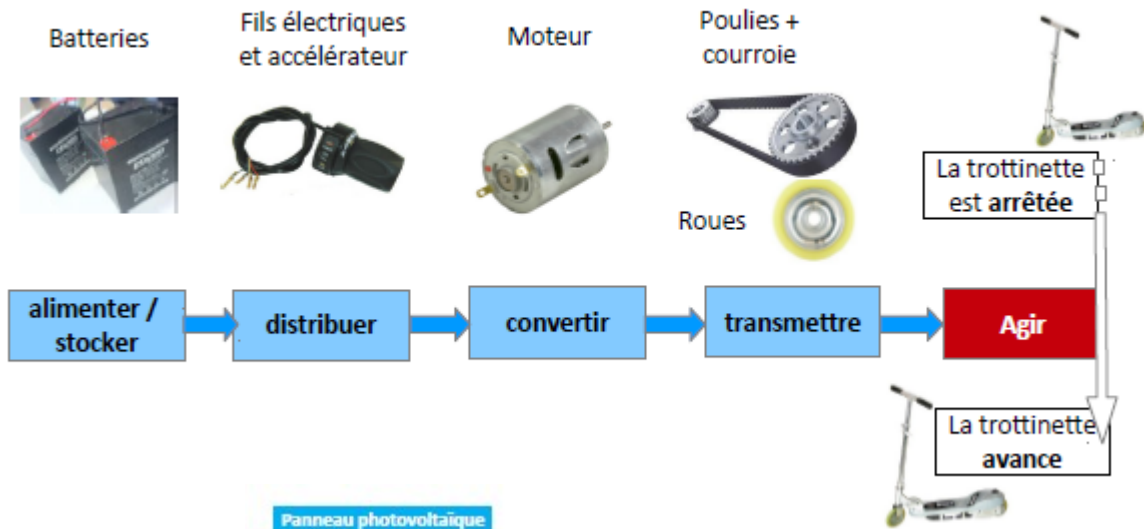 Batteries
Fils électriques
et accélérateur
Moteur
Poulies +
courroie
Roues
La trottinette
est arrêtée
alimenter /
stocker
distribuer
convertir
transmettre
Agir
La trottinette
avance
Panneau photovoltaïque